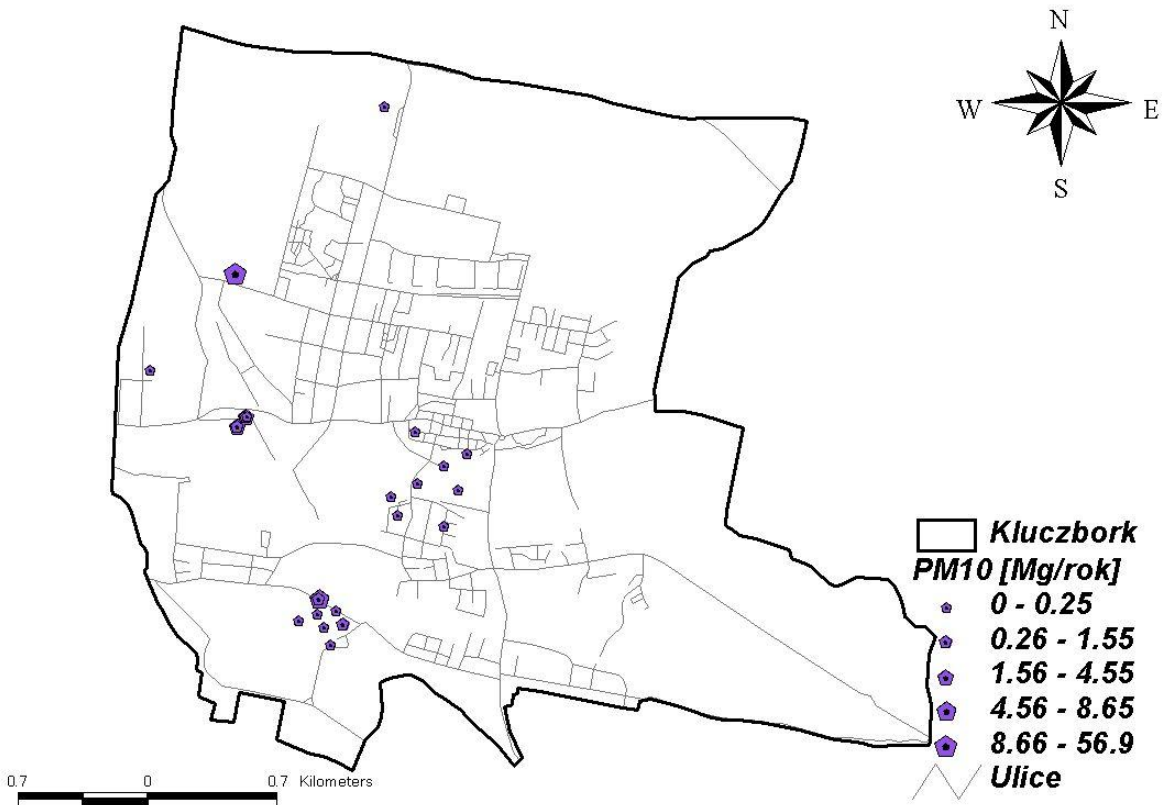 N
W
E
S
Kluczbork
PM10 [Mg/rok]
0 - 0.25
0.26 - 1.55
1.56 - 4.55
4.56 - 8.65
8.66 - 56.9
Ulice
0.7 0 0.7 Kilometers